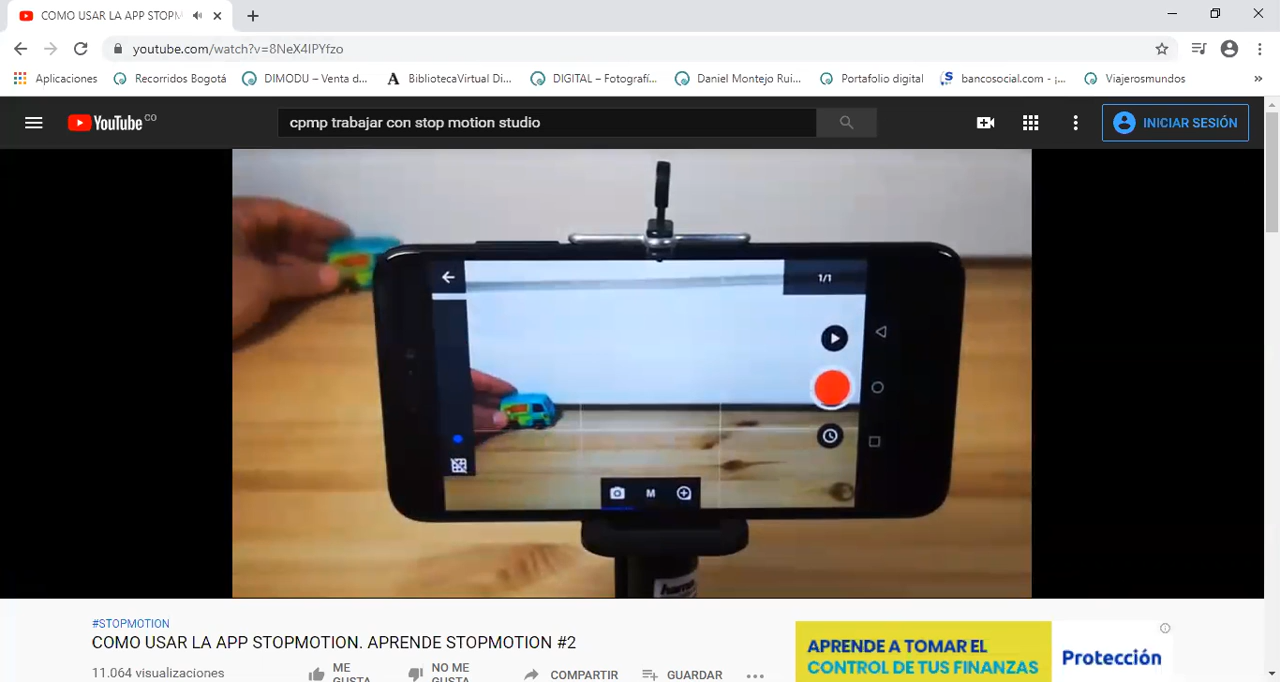 COMO USAR LA APP STOPM
youtube.com/watch?v=8NeX4IPYfzo
Aplicaciones
Recorridos Bogotá
DIMODU – Venta d...
A
BibliotecaVirtual Di...
DIGITAL – Fotografí...
Daniel Montejo Rui...
Portafolio digital
bancosocial.com - ¡...
Viajerosmundos
YouTube CO
cpmp trabajar con stop motion studio
INICIAR SESIÓN
1/1
M
hama
#STOPMOTION
COMO USAR LA APP STOPMOTION. APRENDE STOPMOTION #2
11.064 visualizaciones
ME GUSTA
NO ME GUSTA
COMPARTIR
GUARDAR
APRENDE A TOMAR EL
CONTROL DE TUS FINANZAS
Protección